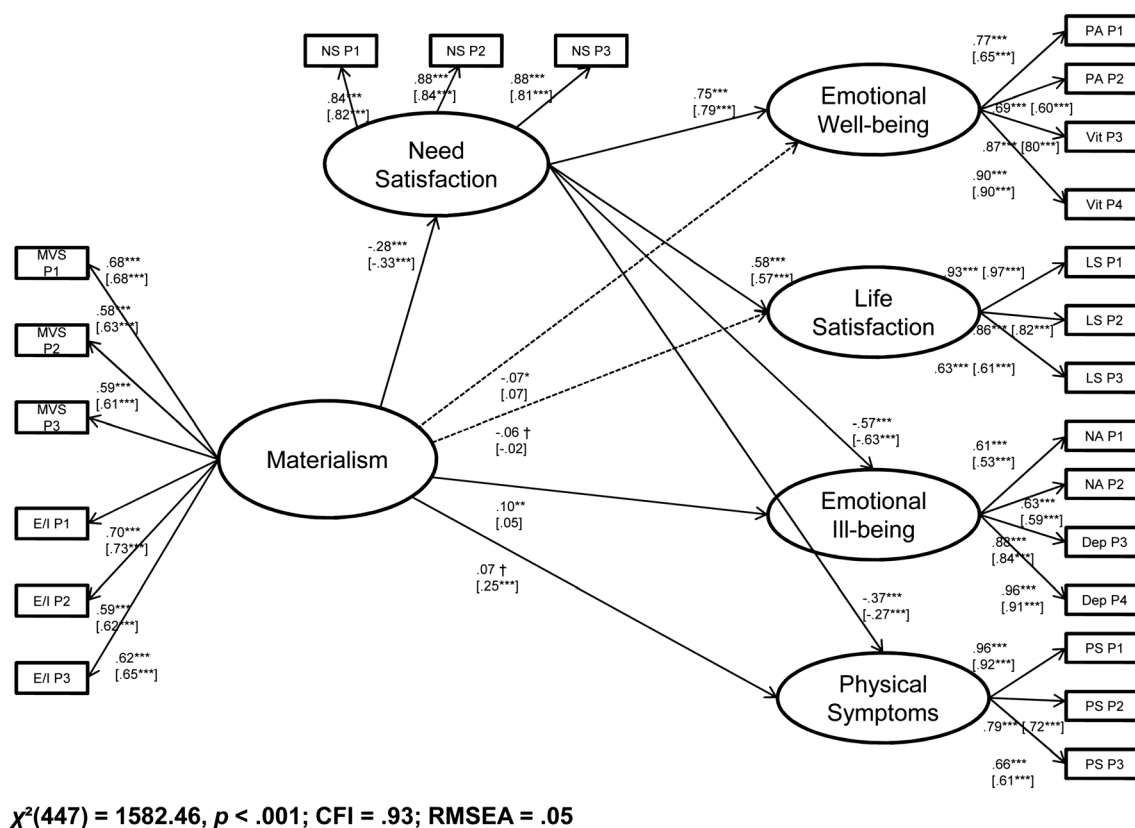 NS P1
NS P2
NS P3
.84***
[.82***]
.88***
[.84***]
.88***
[.81***]
Need
Satisfaction
.75***
[.79***]
Emotional
Well-being
.77***
[.65***]
PA P1
PA P2
.69*** [.60***]
Vit P3
.87*** [80***]
.90***
[.90***]
Vit P4
MVS
P1
.68***
[.68***]
MVS
P2
.58***
[.63***]
MVS
P3
.59***
[.61***]
-.28***
[-.33***]
.58***
[.57***]
Life
Satisfaction
.93*** [.97***]
LS P1
LS P2
.86*** [.82***]
LS P3
.63*** [.61***]
Materialism
-.07*
[.07]
-.06 †
[-.02]
-.57***
[-.63***]
.10**
[.05]
.07 †
[.25***]
Emotional
Ill-being
.61***
[.53***]
NA P1
NA P2
.63***
[.59***]
Dep P3
.88***
[.84***]
.96***
[.91***]
Dep P4
E/I P1
.70***
[.73***]
E/I P2
.59***
[.62***]
E/I P3
.62***
[.65***]
-.37***
[-.27***]
Physical
Symptoms
.96***
[.92***]
PS P1
PS P2
.79*** [.72***]
PS P3
.66***
[.61***]
χ²(447) = 1582.46, p < .001; CFI = .93; RMSEA = .05